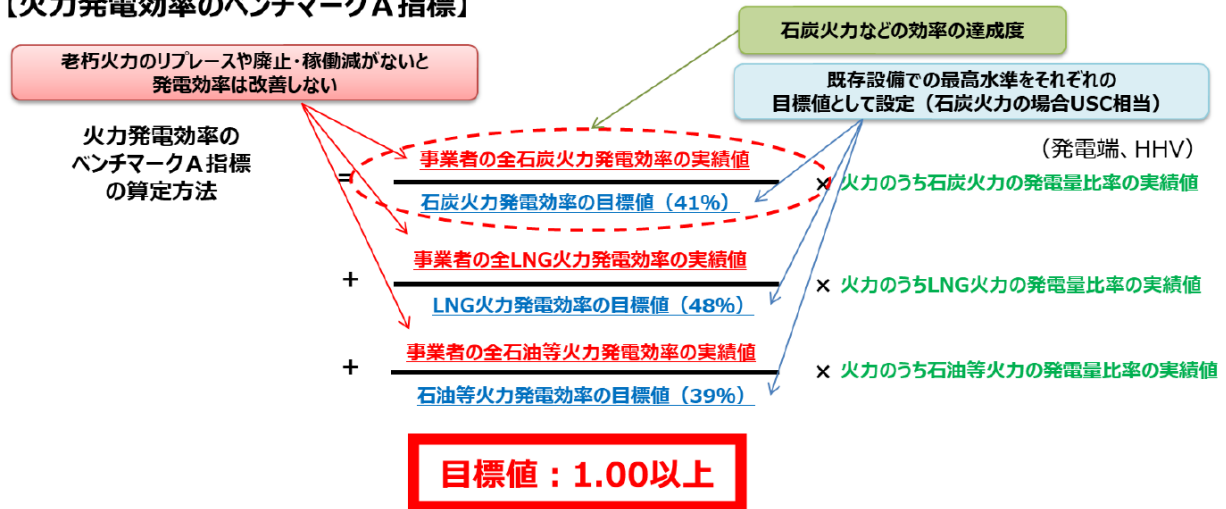 【火力発電効率のベンチマークA指標】
石炭火力などの効率の達成度
老朽火力のリプレースや廃止・稼働減がないと
発電効率は改善しない
既存設備での最高水準をそれぞれの
目標値として設定（石炭火力の場合USC相当）
火力発電効率の
ベンチマークA指標
の算定方法
（発電端、HHV）
=
事業者の全石炭火力発電効率の実績値
石炭火力発電効率の目標値（41%）
× 火力のうち石炭火力の発電量比率の実績値
+
事業者の全LNG火力発電効率の実績値
LNG火力発電効率の目標値（48%）
× 火力のうちLNG火力の発電量比率の実績値
+
事業者の全石油等火力発電効率の実績値
石油等火力発電効率の目標値（39%）
× 火力のうち石油等火力の発電量比率の実績値
目標値：1.00以上